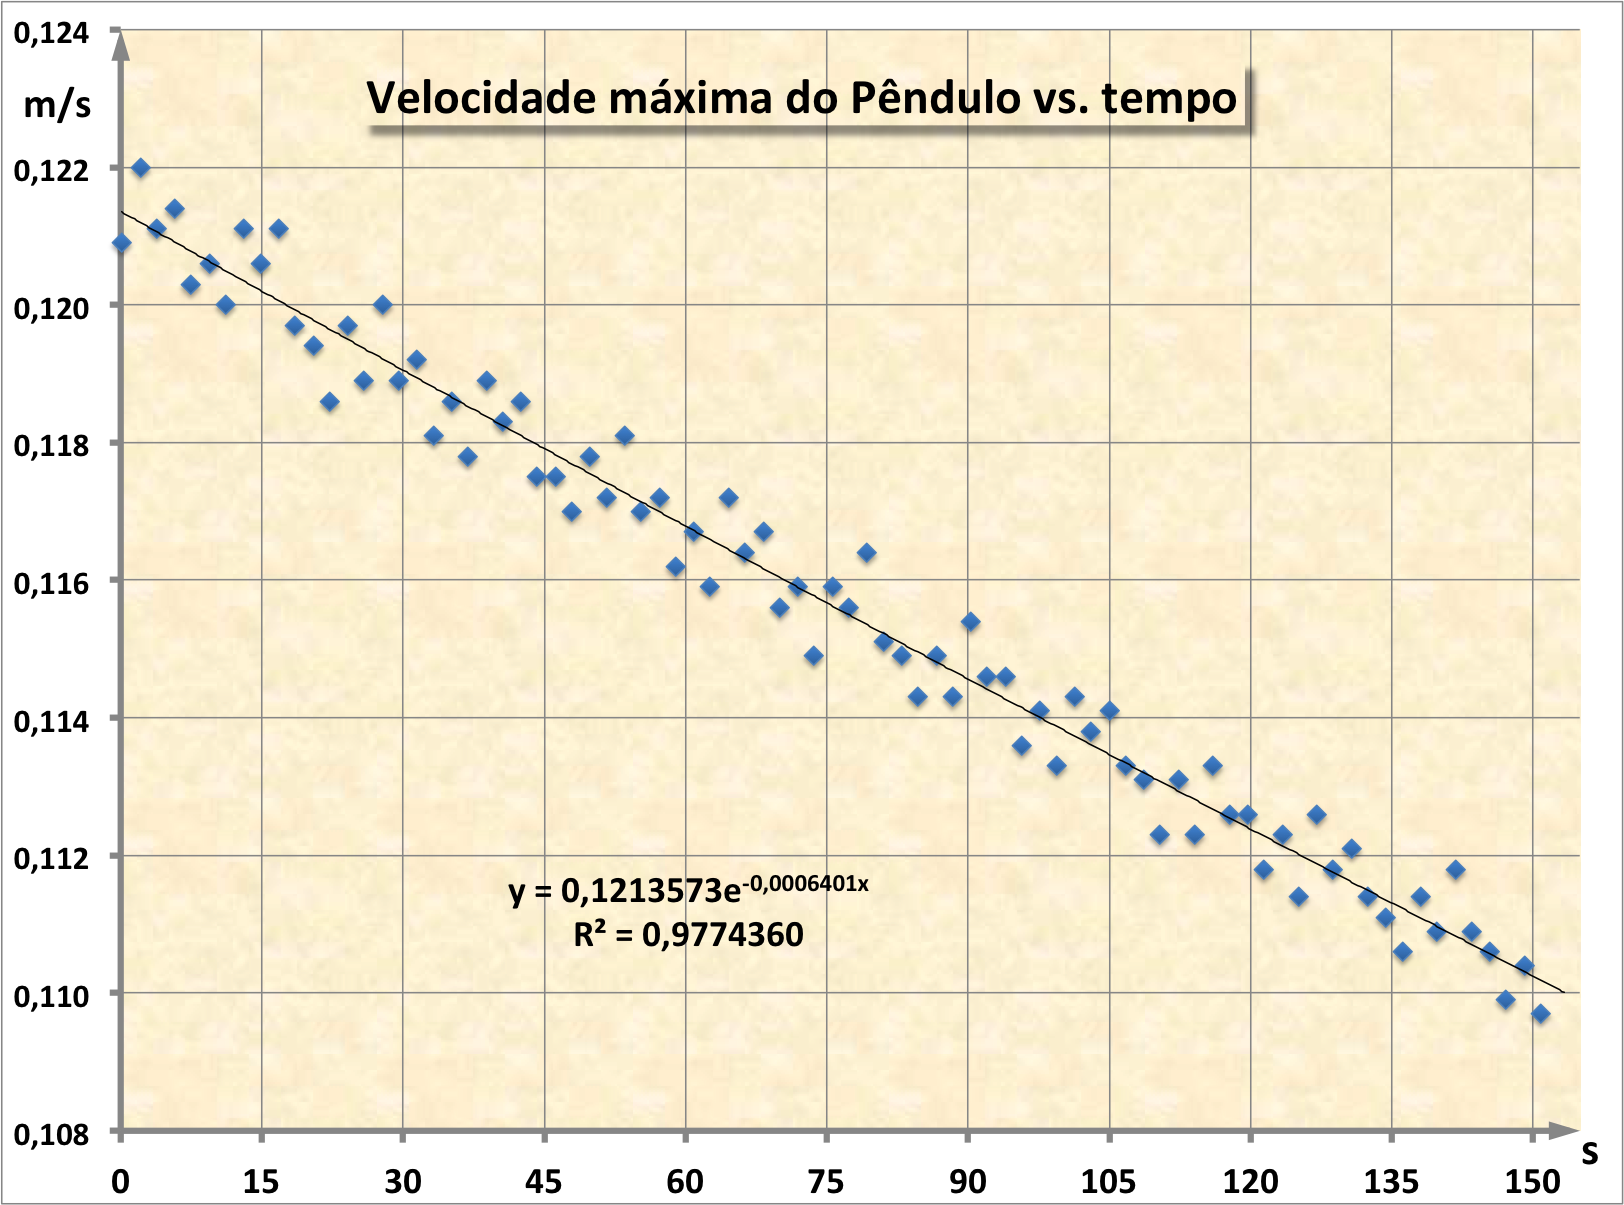 Velocidade máxima do Pêndulo vs. tempo
m/s
0,124
0,122
0,120
0,118
0,116
0,114
0,112
0,110
0,108
y = 0,1213573e^-0,0006401x
R² = 0,9774360
0 15 30 45 60 75 90 105 120 135 150
s